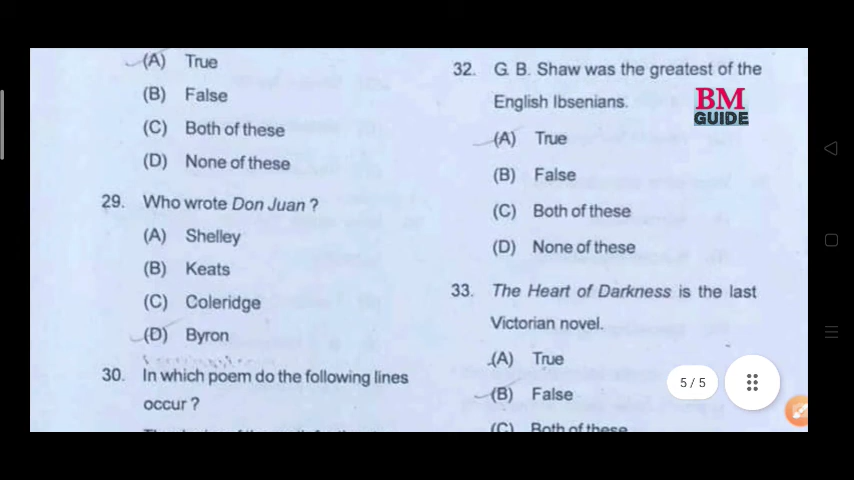 (A) True
(B) False
(C) Both of these
(D) None of these
29. Who wrote Don Juan ?
(A) Shelley
(B) Keats
(C) Coleridge
(D) Byron
30. In which poem do the following lines
occur ?
32. G. B. Shaw was the greatest of the
English Ibsenians.
(A) True
(B) False
(C) Both of these
(D) None of these
33. The Heart of Darkness is the last
Victorian novel.
(A) True
(B) False
(C) Both of these
BM
GUIDE
5/5